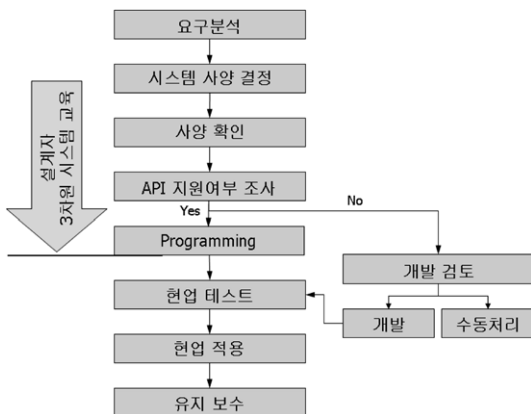 요구분석
시스템 사양 결정
사양 확인
설계자
3차원 시스템 교육
API 지원여부 조사
Yes
No
Programming
개발 검토
현업 테스트
개발
수동처리
현업 적용
유지 보수